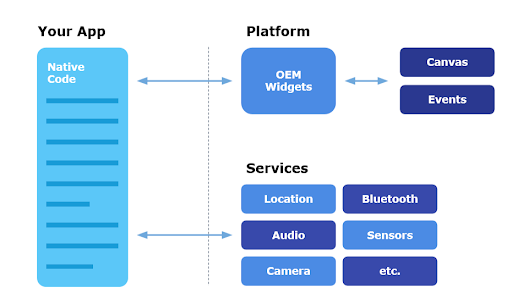 Your App
Native
Code
Platform
OEM
Widgets
Canvas
Events
Services
Location
Bluetooth
Audio
Sensors
Camera
etc.